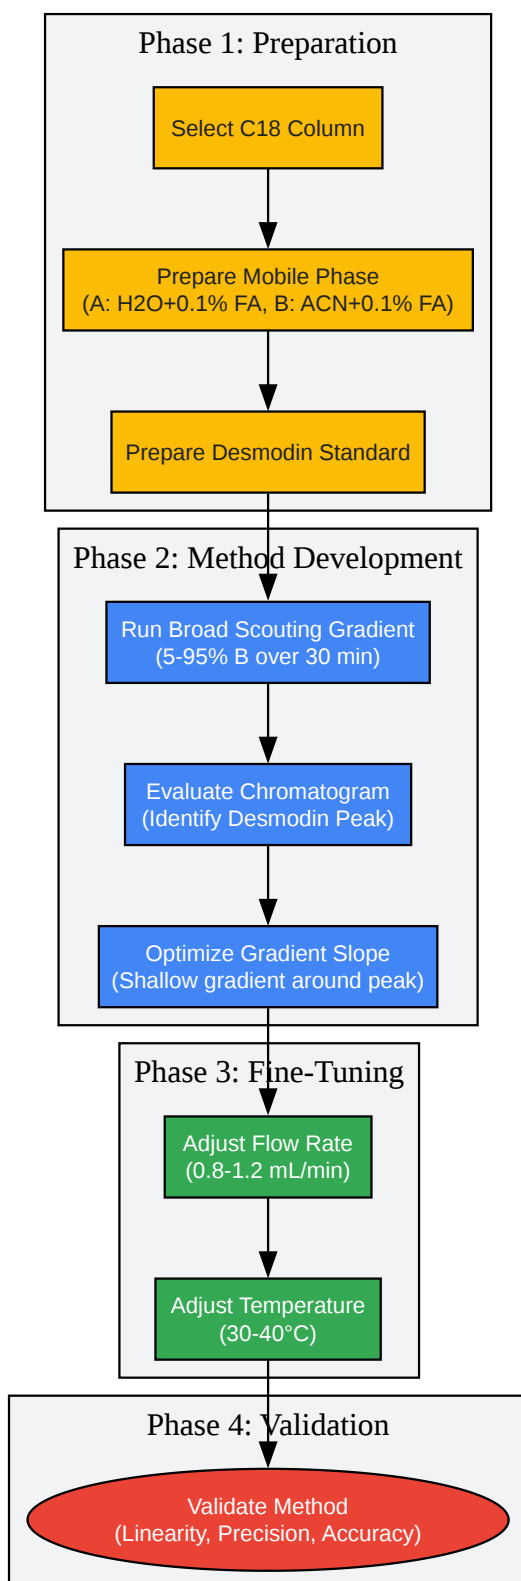 Phase 1: Preparation
Select C18 Column
Prepare Mobile Phase
(A: H2O+0.1% FA, B: ACN+0.1% FA)
Prepare Desmodin Standard
Phase 2: Method Development
Run Broad Scouting Gradient
(5-95% B over 30 min)
Evaluate Chromatogram
(Identify Desmodin Peak)
Optimize Gradient Slope
(Shallow gradient around peak)
Phase 3: Fine-Tuning
Adjust Flow Rate
(0.8-1.2 mL/min)
Adjust Temperature
(30-40°C)
Phase 4: Validation
Validate Method
(Linearity, Precision, Accuracy)